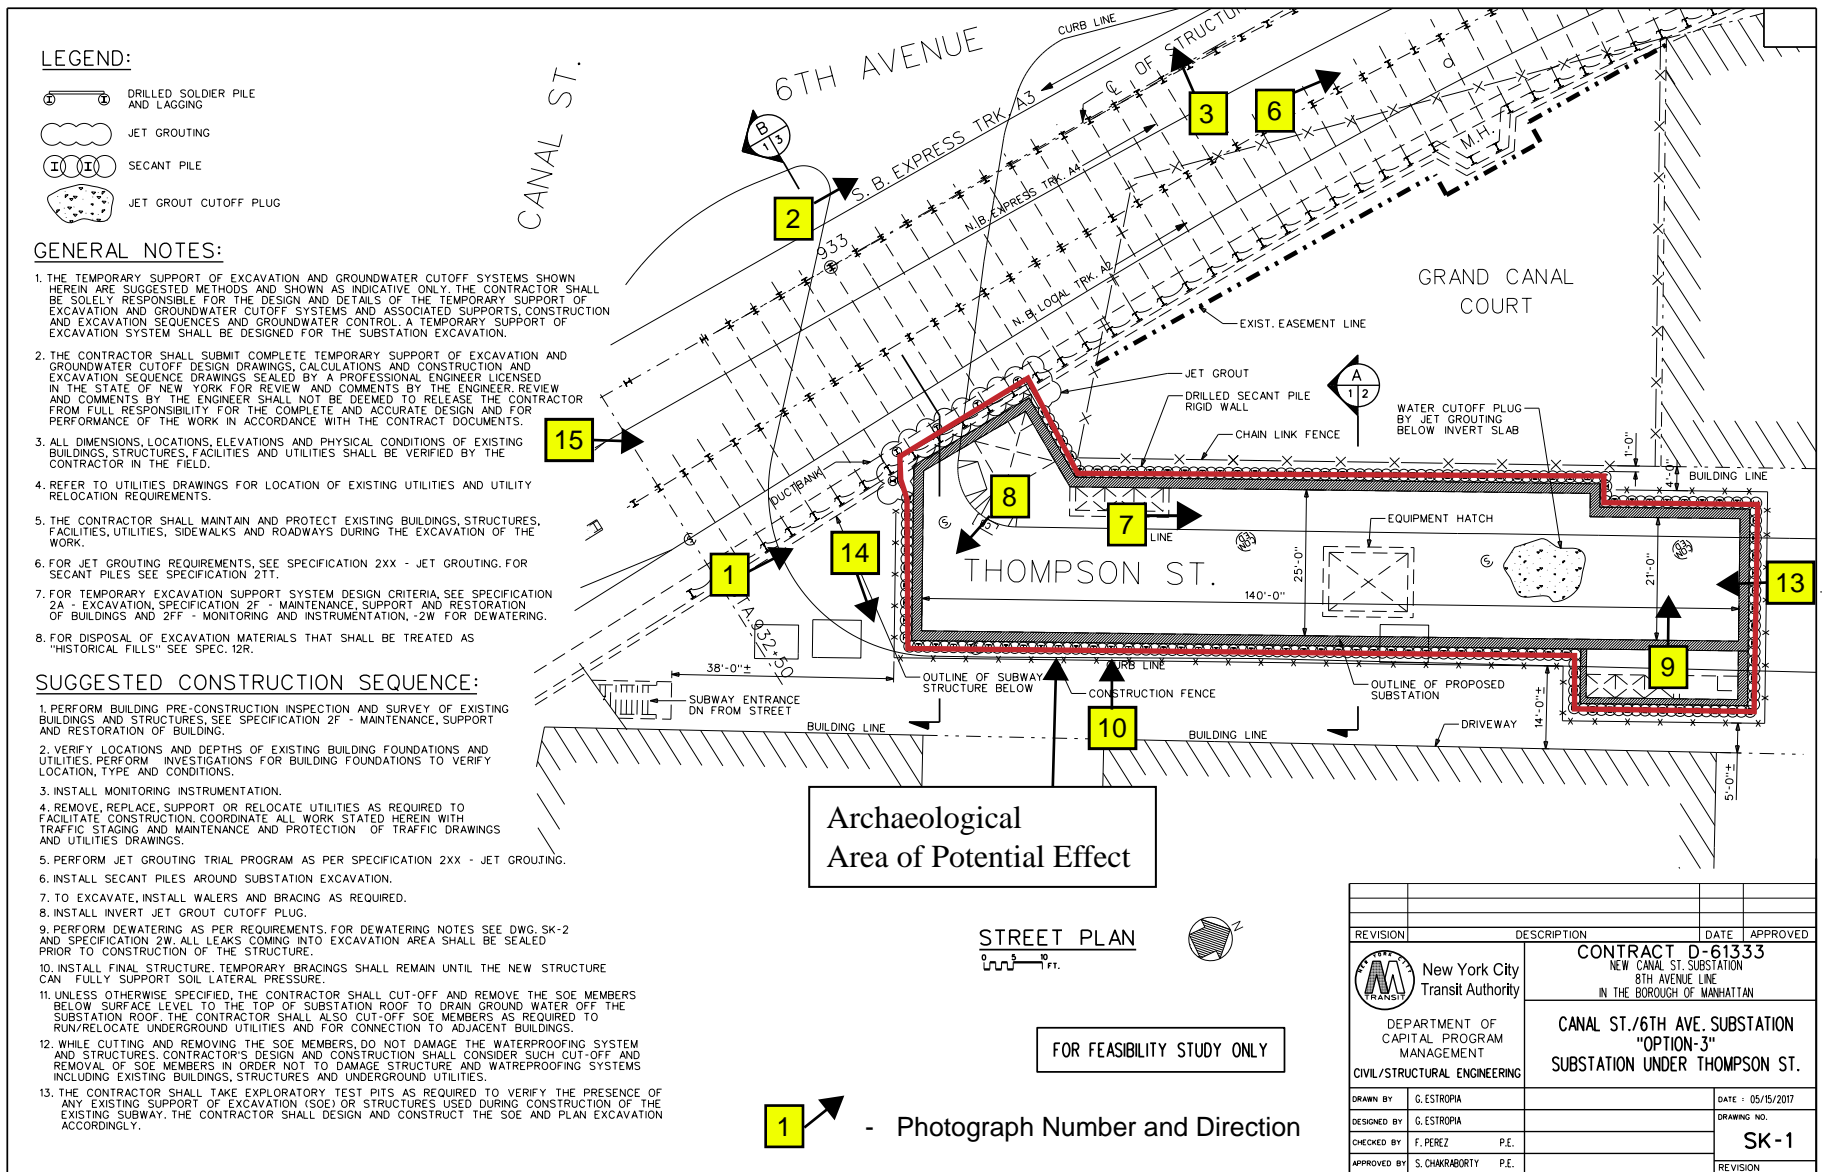 LEGEND:
DRILLED SOLDIER PILE
AND LAGGING
JET GROUTING
SECANT PILE
JET GROUT CUTOFF PLUG
GENERAL NOTES:
1. THE TEMPORARY SUPPORT OF EXCAVATION AND GROUNDWATER CUTOFF SYSTEMS SHOWN
HEREIN ARE SUGGESTED METHODS AND SHOWN AS INDICATIVE ONLY. THE CONTRACTOR SHALL
BE SOLELY RESPONSIBLE FOR THE DESIGN AND DETAILS OF THE TEMPORARY SUPPORT OF
EXCAVATION AND GROUNDWATER CUTOFF SYSTEMS AND ASSOCIATED SUPPORTS, CONSTRUCTION
AND EXCAVATION SEQUENCES AND GROUNDWATER CONTROL. A TEMPORARY SUPPORT OF
EXCAVATION SYSTEM SHALL BE DESIGNED FOR THE SUBSTATION EXCAVATION.
2. THE CONTRACTOR SHALL SUBMIT COMPLETE TEMPORARY SUPPORT OF EXCAVATION AND
GROUNDWATER CUTOFF DESIGN DRAWINGS, CALCULATIONS AND CONSTRUCTION AND
EXCAVATION SEQUENCE DRAWINGS SEALED BY A PROFESSIONAL ENGINEER LICENSED
IN THE STATE OF NEW YORK FOR REVIEW AND COMMENTS BY THE ENGINEER. REVIEW
AND COMMENTS BY THE ENGINEER SHALL NOT BE DEEMED TO RELEASE THE CONTRACTOR
FROM FULL RESPONSIBILITY FOR THE COMPLETE AND ACCURATE DESIGN AND FOR
PERFORMANCE OF THE WORK IN ACCORDANCE WITH THE CONTRACT DOCUMENTS.
3. ALL DIMENSIONS, LOCATIONS, ELEVATIONS AND PHYSICAL CONDITIONS OF EXISTING
BUILDINGS, STRUCTURES, FACILITIES AND UTILITIES SHALL BE VERIFIED BY THE
CONTRACTOR IN THE FIELD.
4. REFER TO UTILITIES DRAWINGS FOR LOCATION OF EXISTING UTILITIES AND UTILITY
RELOCATION REQUIREMENTS.
5. THE CONTRACTOR SHALL MAINTAIN AND PROTECT EXISTING BUILDINGS, STRUCTURES,
FACILITIES, UTILITIES, SIDEWALKS AND ROADWAYS DURING THE EXCAVATION OF THE
WORK.
6. FOR JET GROUTING REQUIREMENTS, SEE SPECIFICATION 2XX - JET GROUTING. FOR
SECANT PILES SEE SPECIFICATION 2TT.
7. FOR TEMPORARY EXCAVATION SUPPORT SYSTEM DESIGN CRITERIA, SEE SPECIFICATION
2A - EXCAVATION, SPECIFICATION 2F - MAINTENANCE, SUPPORT AND RESTORATION
OF BUILDINGS AND 2FF - MONITORING AND INSTRUMENTATION, -2W FOR DEWATERING.
8. FOR DISPOSAL OF EXCAVATION MATERIALS THAT SHALL BE TREATED AS
"HISTORICAL FILLS" SEE SPEC. 12R.
SUGGESTED CONSTRUCTION SEQUENCE:
1. PERFORM BUILDING PRE-CONSTRUCTION INSPECTION AND SURVEY OF EXISTING
BUILDINGS AND STRUCTURES, SEE SPECIFICATION 2F - MAINTENANCE, SUPPORT
AND RESTORATION OF BUILDING.
2. VERIFY LOCATIONS AND DEPTHS OF EXISTING BUILDING FOUNDATIONS AND
UTILITIES. PERFORM INVESTIGATIONS FOR BUILDING FOUNDATIONS TO VERIFY
LOCATION, TYPE AND CONDITIONS.
3. INSTALL MONITORING INSTRUMENTATION.
4. REMOVE, REPLACE, SUPPORT OR RELOCATE UTILITIES AS REQUIRED TO
FACILITATE CONSTRUCTION. COORDINATE ALL WORK STATED HEREIN WITH
TRAFFIC STAGING AND MAINTENANCE AND PROTECTION OF TRAFFIC DRAWINGS
AND UTILITIES DRAWINGS.
5. PERFORM JET GROUTING TRIAL PROGRAM AS PER SPECIFICATION 2XX - JET GROUTING.
6. INSTALL SECANT PILES AROUND SUBSTATION EXCAVATION.
7. TO EXCAVATE, INSTALL WALERS AND BRACING AS REQUIRED.
8. INSTALL INVERT JET GROUT CUTOFF PLUG.
9. PERFORM DEWATERING AS PER REQUIREMENTS. FOR DEWATERING NOTES SEE DWG. SK-2
AND SPECIFICATION 2W. ALL LEAKS COMING INTO EXCAVATION AREA SHALL BE SEALED
PRIOR TO CONSTRUCTION OF THE STRUCTURE.
10. INSTALL FINAL STRUCTURE. TEMPORARY BRACINGS SHALL REMAIN UNTIL THE NEW STRUCTURE
CAN FULLY SUPPORT SOIL LATERAL PRESSURE.
11. UNLESS OTHERWISE SPECIFIED, THE CONTRACTOR SHALL CUT-OFF AND REMOVE THE SOE MEMBERS
BELOW SURFACE LEVEL TO THE TOP OF SUBSTATION ROOF TO DRAIN GROUND WATER OFF THE
SUBSTATION ROOF. THE CONTRACTOR SHALL ALSO CUT-OFF SOE MEMBERS AS REQUIRED TO
RUN/RELOCATE UNDERGROUND UTILITIES AND FOR CONNECTION TO ADJACENT BUILDINGS.
12. WHILE CUTTING AND REMOVING THE SOE MEMBERS, DO NOT DAMAGE THE WATERPROOFING SYSTEM
AND STRUCTURES. CONTRACTOR'S DESIGN AND CONSTRUCTION SHALL CONSIDER SUCH CUT-OFF AND
REMOVAL OF SOE MEMBERS IN ORDER NOT TO DAMAGE STRUCTURE AND WATREPROOFING SYSTEMS
INCLUDING EXISTING BUILDINGS, STRUCTURES AND UNDERGROUND UTILITIES.
13. THE CONTRACTOR SHALL TAKE EXPLORATORY TEST PITS AS REQUIRED TO VERIFY THE PRESENCE OF
ANY EXISTING SUPPORT OF EXCAVATION (SOE) OR STRUCTURES USED DURING CONSTRUCTION OF THE
EXISTING SUBWAY. THE CONTRACTOR SHALL DESIGN AND CONSTRUCT THE SOE AND PLAN EXCAVATION
ACCORDINGLY.
CANAL ST.
6TH AVENUE
CURB LINE
℄ OF STRUCTU
B
1 3
3
6
2
S. B. EXPRESS TRK. A3
N. B. EXPRESS TRK. A4
N. B. LOCAL TRK. A2
933
d
M.H.
GRAND CANAL
COURT
EXIST. EASEMENT LINE
JET GROUT
DRILLED SECANT PILE
RIGID WALL
CHAIN LINK FENCE
A
1 2
WATER CUTOFF PLUG
BY JET GROUTING
BELOW INVERT SLAB
1'-0"
4'-0"
BUILDING LINE
15
DUCTBANK
8
7
LINE
14
1
THOMPSON ST.
EQUIPMENT HATCH
25'-0"
21'-0"
140'-0"
13
9
A.932+50
38'-0"±
CURB LINE
OUTLINE OF SUBWAY
STRUCTURE BELOW
CONSTRUCTION FENCE
OUTLINE OF PROPOSED
SUBSTATION
SUBWAY ENTRANCE
DN FROM STREET
BUILDING LINE
10
BUILDING LINE
DRIVEWAY
14'-0"±
5'-0"±
Archaeological
Area of Potential Effect
STREET PLAN
0 5 10
FT.
N
FOR FEASIBILITY STUDY ONLY
1 - Photograph Number and Direction
REVISION DESCRIPTION DATE APPROVED
NEW YORK CITY
TRANSIT
New York City
Transit Authority
DEPARTMENT OF
CAPITAL PROGRAM
MANAGEMENT
CIVIL/STRUCTURAL ENGINEERING
CONTRACT D-61333
NEW CANAL ST. SUBSTATION
8TH AVENUE LINE
IN THE BOROUGH OF MANHATTAN
CANAL ST./6TH AVE. SUBSTATION
"OPTION-3"
SUBSTATION UNDER THOMPSON ST.
DRAWN BY G. ESTROPIA
DESIGNED BY G. ESTROPIA
CHECKED BY F. PEREZ P.E.
APPROVED BY S. CHAKRABORTY P.E.
DATE : 05/15/2017
DRAWING NO.
SK-1
REVISION